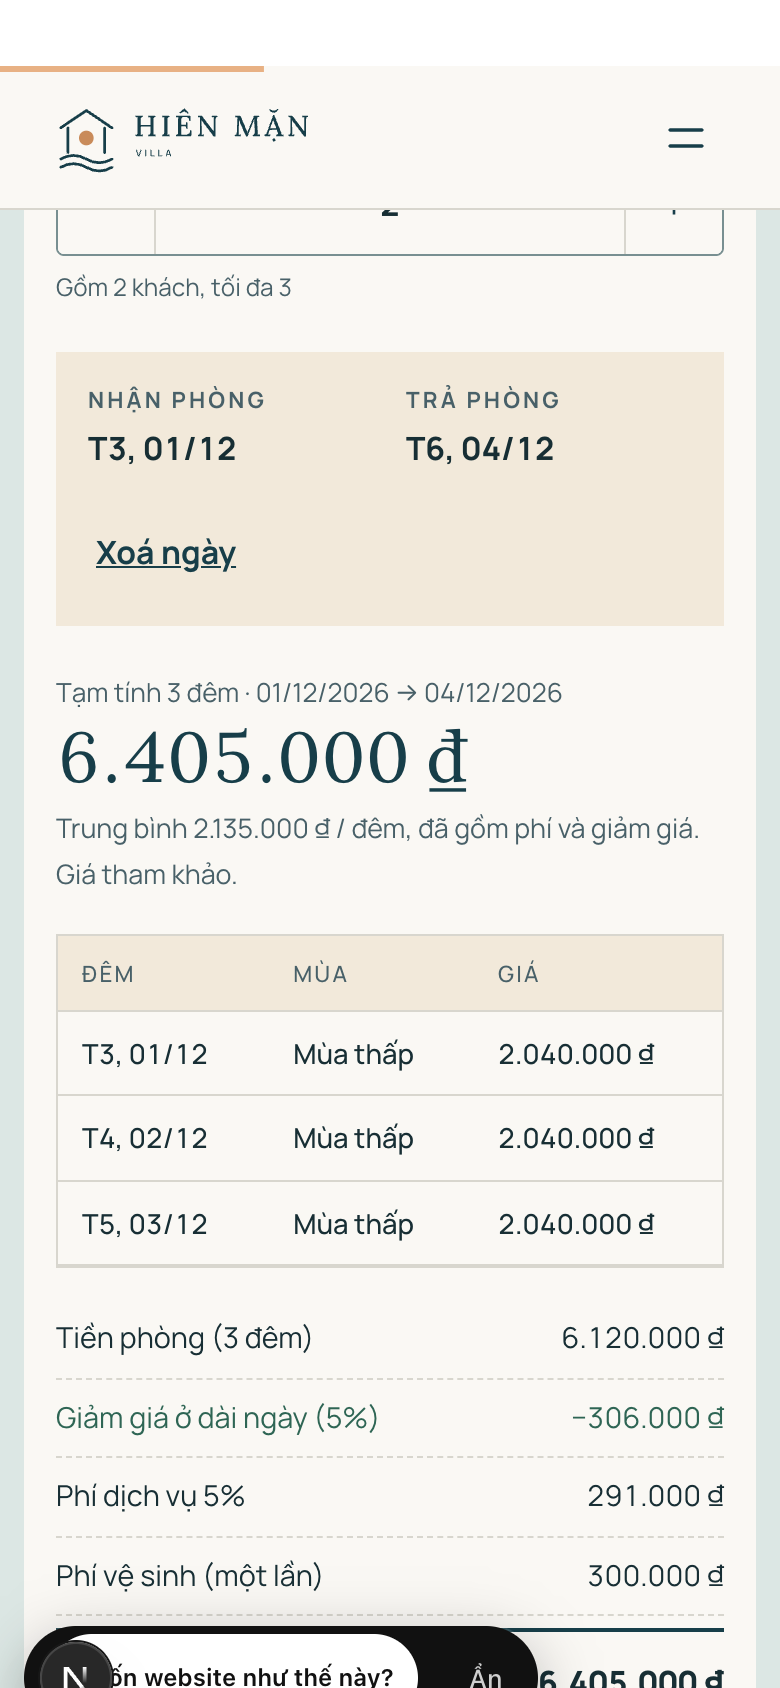 HIÊN MẶN
VILLA
Gồm 2 khách, tối đa 3
NHẬN PHÒNG TRẢ PHÒNG
T3, 01/12 T6, 04/12
Xoá ngày
Tạm tính 3 đêm · 01/12/2026 → 04/12/2026
6.405.000 ₫
Trung bình 2.135.000 ₫ / đêm, đã gồm phí và giảm giá.
Giá tham khảo.
ĐÊM MÙA GIÁ
T3, 01/12 Mùa thấp 2.040.000 ₫
T4, 02/12 Mùa thấp 2.040.000 ₫
T5, 03/12 Mùa thấp 2.040.000 ₫
Tiền phòng (3 đêm) 6.120.000 ₫
Giảm giá ở dài ngày (5%) −306.000 ₫
Phí dịch vụ 5% 291.000 ₫
Phí vệ sinh (một lần) 300.000 ₫
N website như thế này? Ẩn 6.405.000 ₫